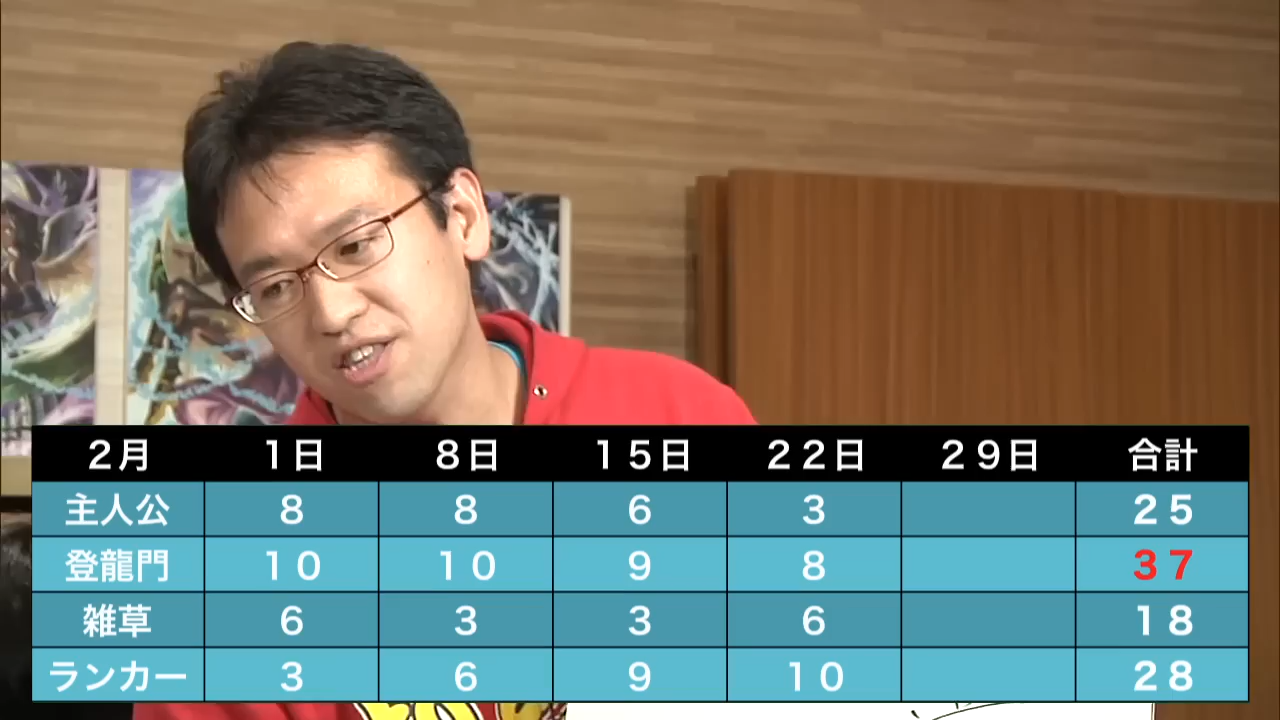 ２月 １日 ８日 １５日 ２２日 ２９日 合計
主人公 ８ ８ ６ ３ ２５
登龍門 １０ １０ ９ ８ ３７
雑草 ６ ３ ３ ６ １８
ランカー ３ ６ ９ １０ ２８